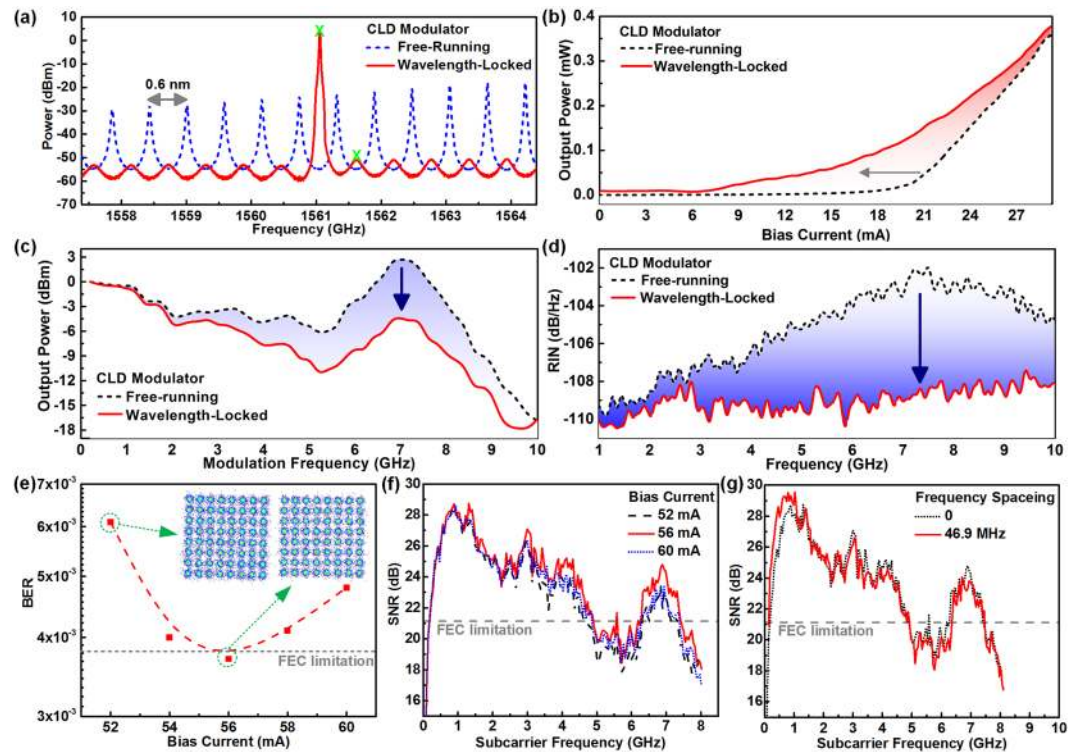 (a)
CLD Modulator
Free-Running
Wavelength-Locked
0.6 nm
X
X
10
0
-10
-20
-30
-40
-50
-60
-70
Power (dBm)
1558 1559 1560 1561 1562 1563 1564
Frequency (GHz)
(b)
CLD Modulator
Free-running
Wavelength-Locked
0.4
0.3
0.2
0.1
0.0
Output Power (mW)
0 3 6 9 12 15 18 21 24 27
Bias Current (mA)
(c)
3
0
-3
-6
-9
-12
-15
-18
Output Power (dBm)
CLD Modulator
Free-running
Wavelength-Locked
0 1 2 3 4 5 6 7 8 9 10
Modulation Frequency (GHz)
(d)
CLD Modulator
Free-running
Wavelength-Locked
-102
-104
-106
-108
-110
RIN (dB/Hz)
1 2 3 4 5 6 7 8 9 10
Frequency (GHz)
(e)
7x10⁻³
6x10⁻³
5x10⁻³
4x10⁻³
3x10⁻³
BER
FEC limitation
52 54 56 58 60
Bias Current (mA)
(f)
Bias Current
52 mA
56 mA
60 mA
30
28
26
24
22
20
18
16
SNR (dB)
FEC limitation
0 1 2 3 4 5 6 7 8
Subcarrier Frequency (GHz)
(g)
Frequency Spaceing
0
46.9 MHz
30
28
26
24
22
20
18
16
SNR (dB)
FEC limitation
0 1 2 3 4 5 6 7 8 9
Subcarrier Frequency (GHz)